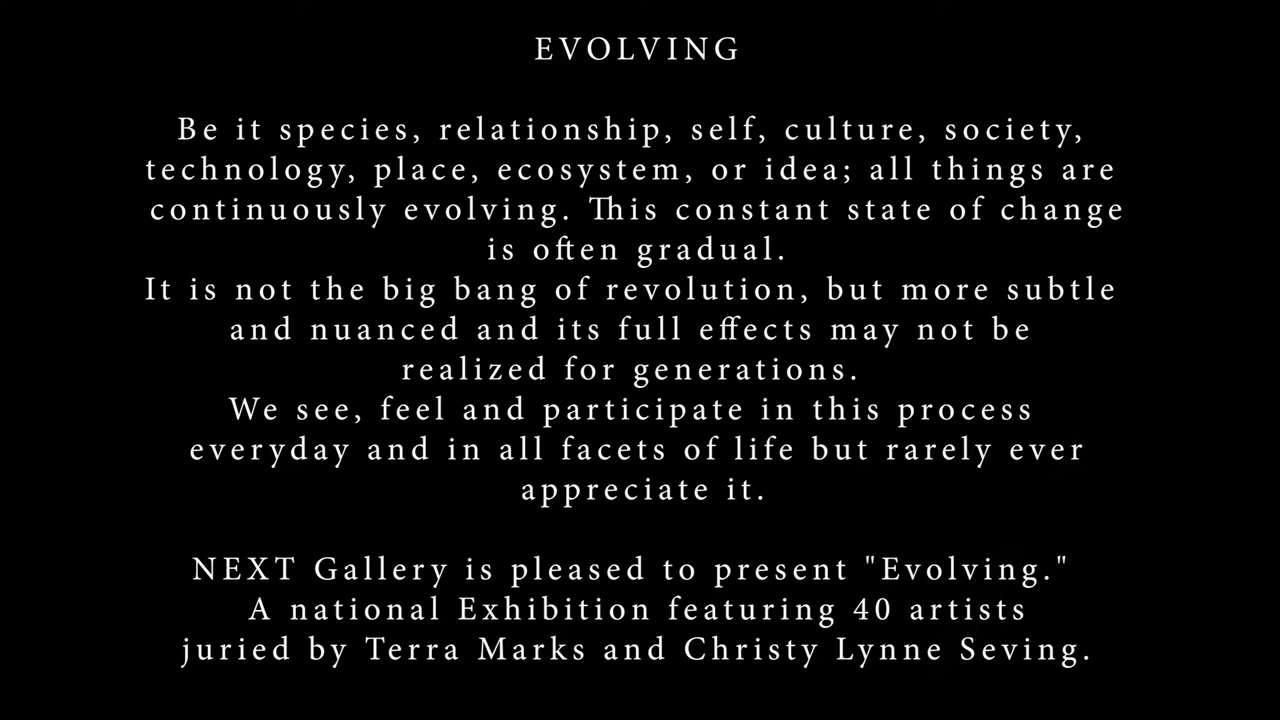 EVOLVING
Be it species, relationship, self, culture, society,
technology, place, ecosystem, or idea; all things are
continuously evolving. This constant state of change
is often gradual.
It is not the big bang of revolution, but more subtle
and nuanced and its full effects may not be
realized for generations.
We see, feel and participate in this process
everyday and in all facets of life but rarely ever
appreciate it.
NEXT Gallery is pleased to present "Evolving."
A national Exhibition featuring 40 artists
juried by Terra Marks and Christy Lynne Seving.